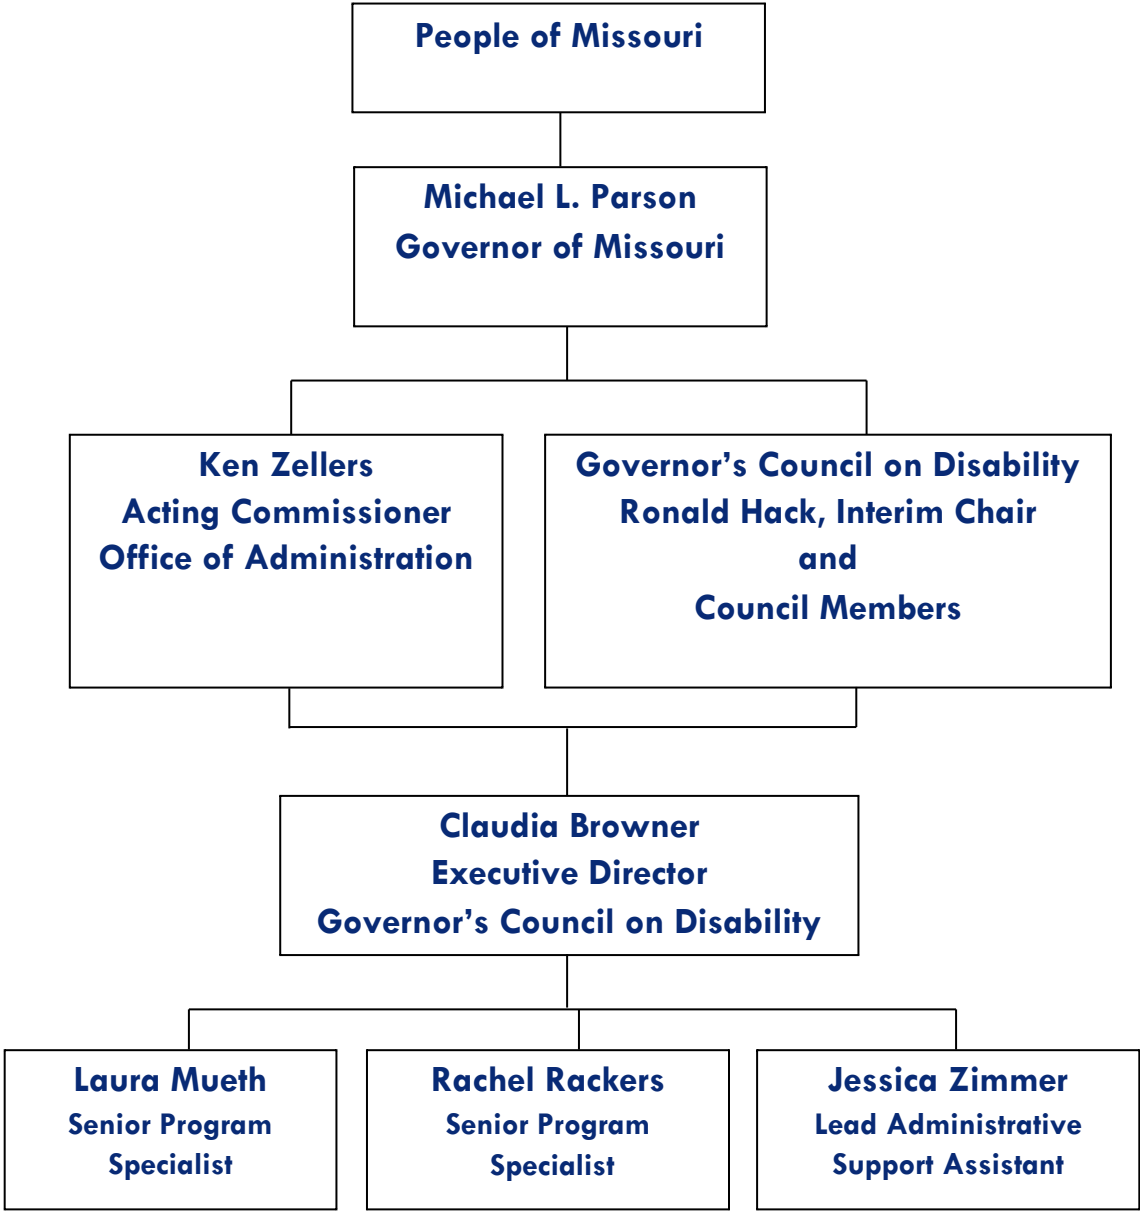 People of Missouri
Michael L. Parson
Governor of Missouri
Ken Zellers
Acting Commissioner
Office of Administration
Governor’s Council on Disability
Ronald Hack, Interim Chair
and
Council Members
Claudia Browner
Executive Director
Governor’s Council on Disability
Laura Mueth
Senior Program
Specialist
Rachel Rackers
Senior Program
Specialist
Jessica Zimmer
Lead Administrative
Support Assistant